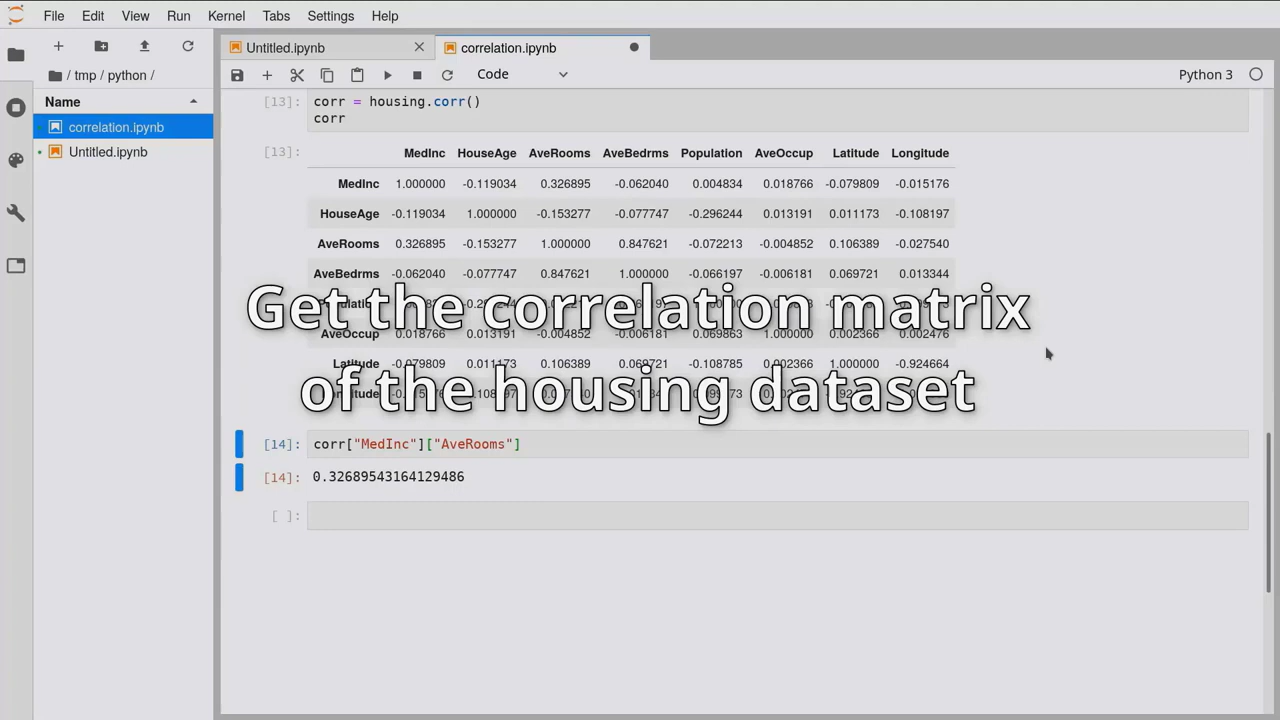 File Edit View Run Kernel Tabs Settings Help
/ tmp / python /
Name
correlation.ipynb
Untitled.ipynb
Untitled.ipynb correlation.ipynb
Code Python 3
[13]: corr = housing.corr()
corr
[13]: MedInc HouseAge AveRooms AveBedrms Population AveOccup Latitude Longitude
MedInc 1.000000 -0.119034 0.326895 -0.062040 0.004834 0.018766 -0.079809 -0.015176
HouseAge -0.119034 1.000000 -0.153277 -0.077747 -0.296244 0.013191 0.011173 -0.108197
AveRooms 0.326895 -0.153277 1.000000 0.847621 -0.072213 -0.004852 0.106389 -0.027540
AveBedrms -0.062040 -0.077747 0.847621 1.000000 -0.066197 -0.006181 0.069721 0.013344
Get the correlation matrix
AveOccup 0.018766 0.013191 -0.004852 -0.006181 0.069863 1.000000 0.002366 0.002476
Latitude -0.079809 0.011173 0.106389 0.069721 -0.108785 0.002366 1.000000 -0.924664
of the housing dataset
[14]: corr["MedInc"]["AveRooms"]
[14]: 0.32689543164129486
[ ]: